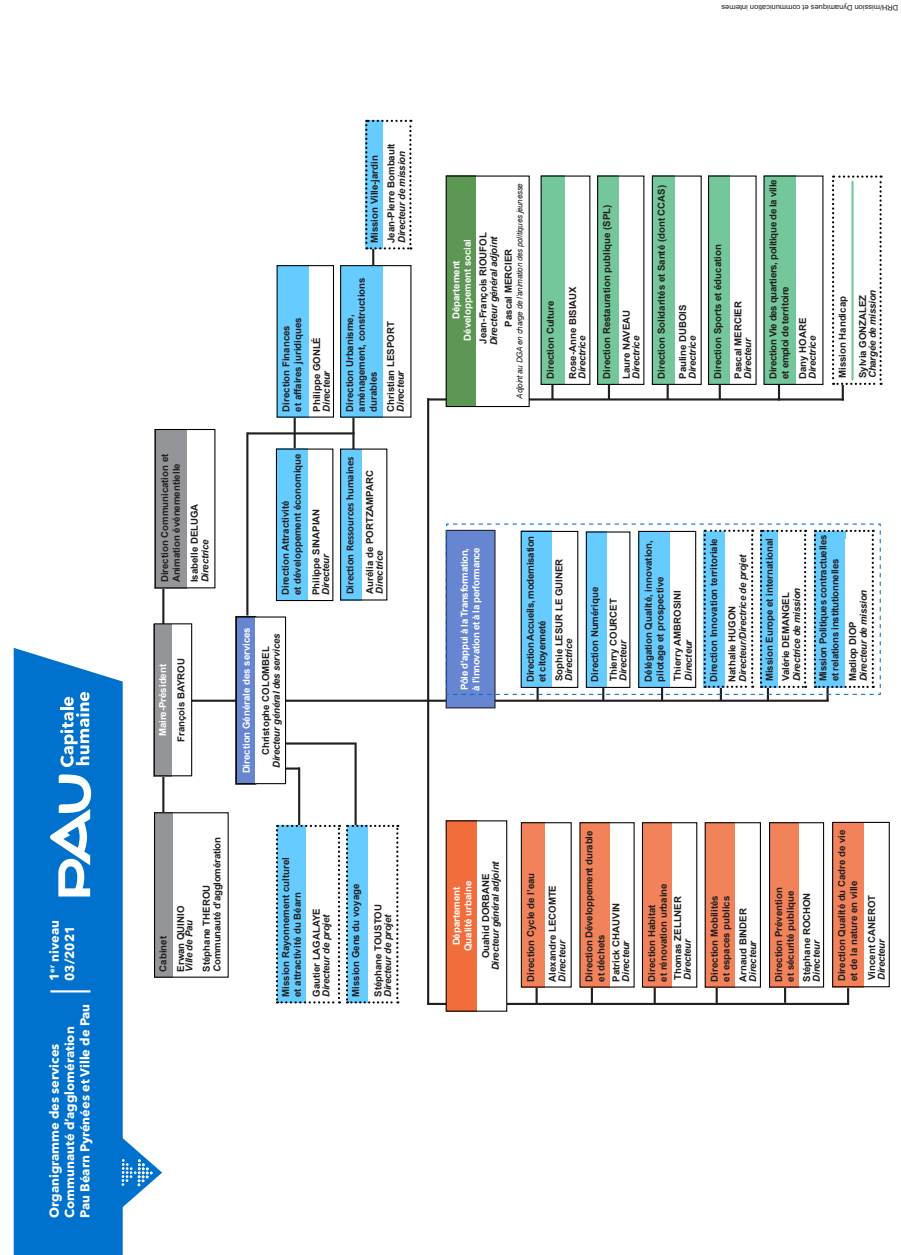 Organigramme des services
Communauté d'agglomération
Pau Béarn Pyrénées et Ville de Pau
1er niveau
03/2021
PAU Capitale
humaine
Cabinet
Erwan QUINIO
Ville de Pau
Stéphane THEROU
Communauté d'agglomération
Maire-Président
François BAYROU
Direction Communication et
Animation événementielle
Isabelle DELUGA
Directrice
Direction Générale des services
Christophe COLOMBEL
Directeur général des services
Mission Rayonnement culturel
et attractivité du Béarn
Gautier LAGALAYE
Directeur de projet
Mission Gens du voyage
Stéphane TOUSTOU
Directeur de projet
Direction Attractivité
et développement économique
Philippe SINAPIAN
Directeur
Direction Finances
et affaires juridiques
Philippe GONLÉ
Directeur
Direction Ressources humaines
Aurélia de PORTZAMPARC
Directrice
Direction Urbanisme,
aménagement, constructions
durables
Christian LESPORT
Directeur
Mission Ville-jardin
Jean-Pierre Bombault
Directeur de mission
Département
Qualité urbaine
Ouahid DORBANE
Directeur général adjoint
Direction Cycle de l'eau
Alexandre LECOMTE
Directeur
Direction Développement durable
et déchets
Patrick CHAUVIN
Directeur
Direction Habitat
et rénovation urbaine
Thomas ZELLNER
Directeur
Direction Mobilités
et espaces publics
Arnaud BINDER
Directeur
Direction Prévention
et sécurité publique
Stéphane ROCHON
Directeur
Direction Qualité du Cadre de vie
et de la nature en ville
Vincent CANEROT
Directeur
Pôle d'appui à la Transformation,
à l'Innovation et à la performance
Direction Accueils, modernisation
et citoyenneté
Sophie LESUR LE GUINER
Directrice
Direction Numérique
Thierry COURCET
Directeur
Délégation Qualité, innovation,
pilotage et prospective
Thierry AMBROSINI
Directeur
Direction Innovation territoriale
Nathalie HUGON
Directeur/Directrice de projet
Mission Europe et international
Valérie DEMANGEL
Directrice de mission
Mission Politiques contractuelles
et relations institutionnelles
Madiop DIOP
Directeur de mission
Département
Développement social
Jean-François RIOUFOL
Directeur général adjoint
Pascal MERCIER
Adjoint au DGA en charge de l'animation des politiques jeunesse
Direction Culture
Rose-Anne BISIAUX
Directrice
Direction Restauration publique (SPL)
Laure NAVEAU
Directrice
Direction Solidarités et Santé (dont CCAS)
Pauline DUBOIS
Directrice
Direction Sports et éducation
Pascal MERCIER
Directeur
Direction Vie des quartiers, politique de la ville
et emploi de territoire
Dany HOARE
Directrice
Mission Handicap
Sylvia GONZALEZ
Chargée de mission
DRH/mission Dynamiques et communication internes